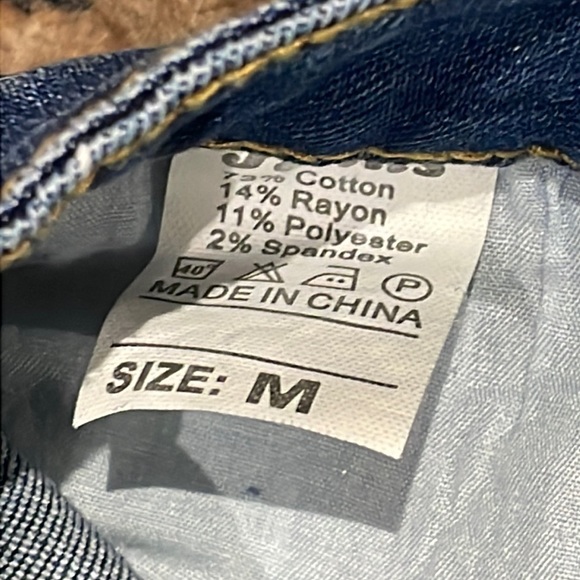 Cotton
14% Rayon
11% Polyester
2% Spandex
40° P
MADE IN CHINA
SIZE: M